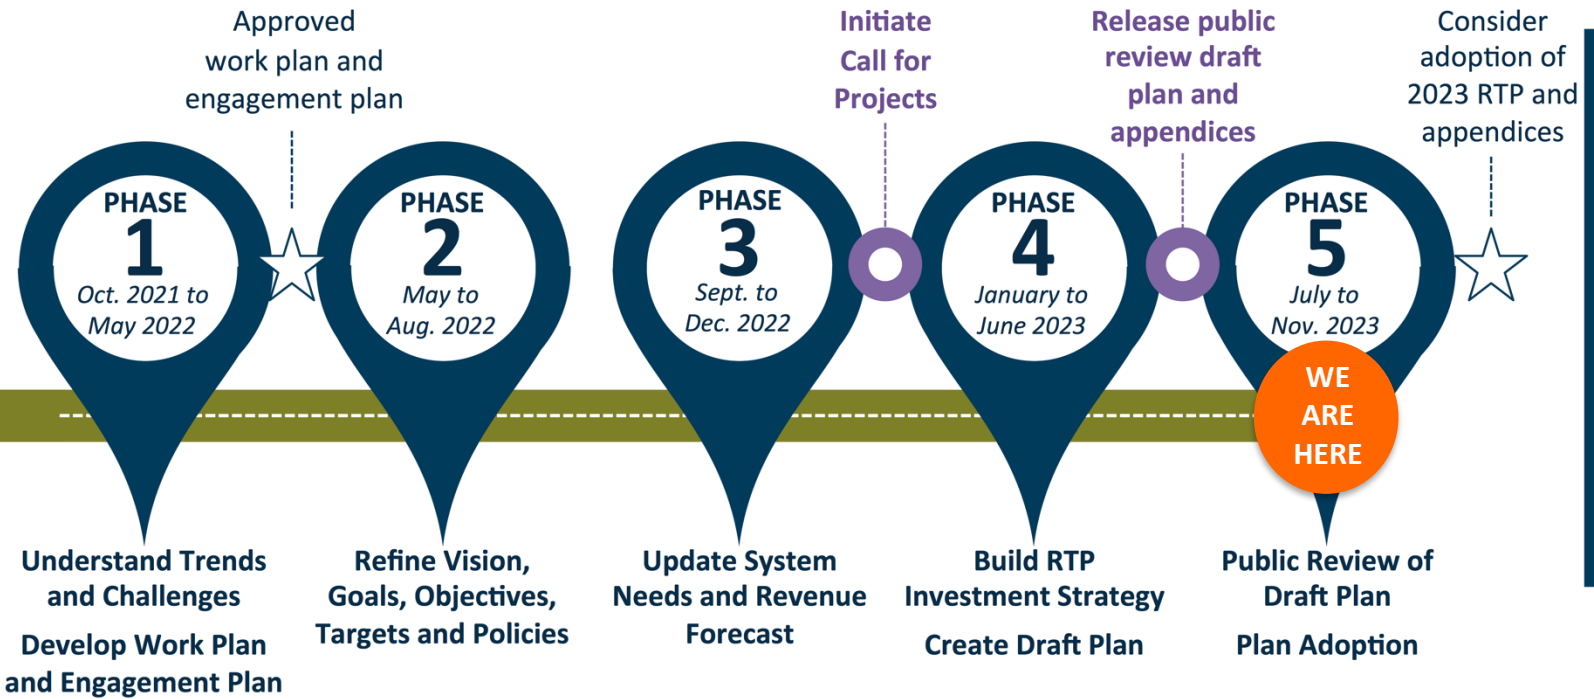 Approved
work plan and
engagement plan
Initiate
Call for
Projects
Release public
review draft
plan and
appendices
Consider
adoption of
2023 RTP and
appendices
PHASE
1
Oct. 2021 to
May 2022
PHASE
2
May to
Aug. 2022
PHASE
3
Sept. to
Dec. 2022
PHASE
4
January to
June 2023
PHASE
5
July to
Nov. 2023
WE
ARE
HERE
Understand Trends
and Challenges
Develop Work Plan
and Engagement Plan
Refine Vision,
Goals, Objectives,
Targets and Policies
Update System
Needs and Revenue
Forecast
Build RTP
Investment Strategy
Create Draft Plan
Public Review of
Draft Plan
Plan Adoption